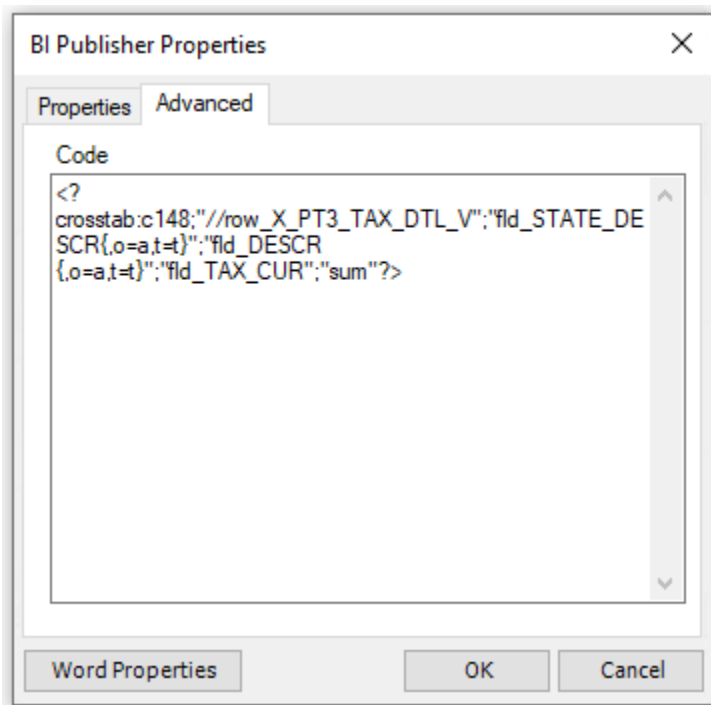 BI Publisher Properties
Properties Advanced
Code
<?
crosstab:c148;"//row_X_PT3_TAX_DTL_V";"fld_STATE_DE
SCR{,o=a,t=t}";"fld_DESCR
{,o=a,t=t}";"fld_TAX_CUR";"sum"?>
Word Properties OK Cancel